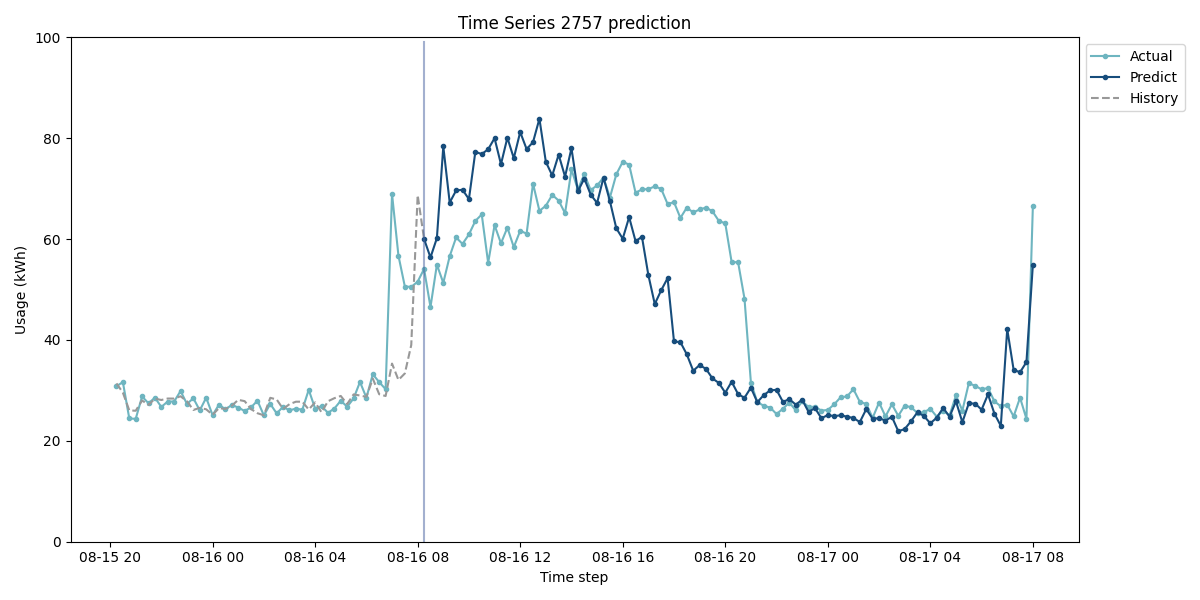 Time Series 2757 prediction
100
80
60
40
20
0
Usage (kWh)
08-15 20
08-16 00
08-16 04
08-16 08
08-16 12
08-16 16
08-16 20
08-17 00
08-17 04
08-17 08
Time step
Actual
Predict
History